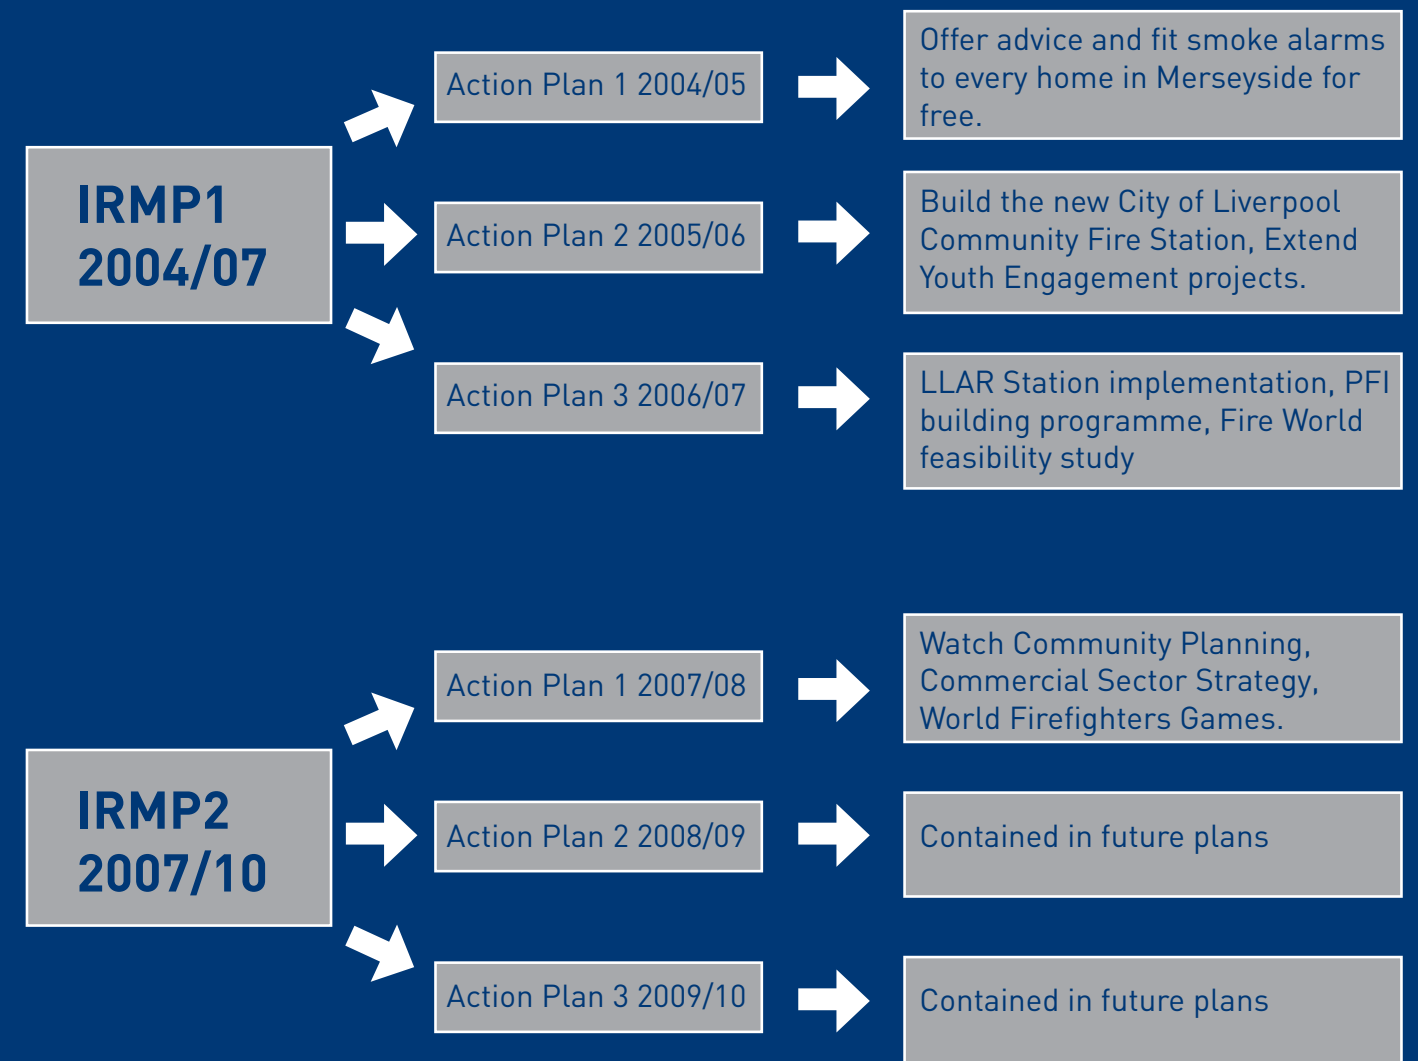 IRMP1
2004/07
Action Plan 1 2004/05
Offer advice and fit smoke alarms
to every home in Merseyside for
free.
Action Plan 2 2005/06
Build the new City of Liverpool
Community Fire Station, Extend
Youth Engagement projects.
Action Plan 3 2006/07
LLAR Station implementation, PFI
building programme, Fire World
feasibility study
IRMP2
2007/10
Action Plan 1 2007/08
Watch Community Planning,
Commercial Sector Strategy,
World Firefighters Games.
Action Plan 2 2008/09
Contained in future plans
Action Plan 3 2009/10
Contained in future plans